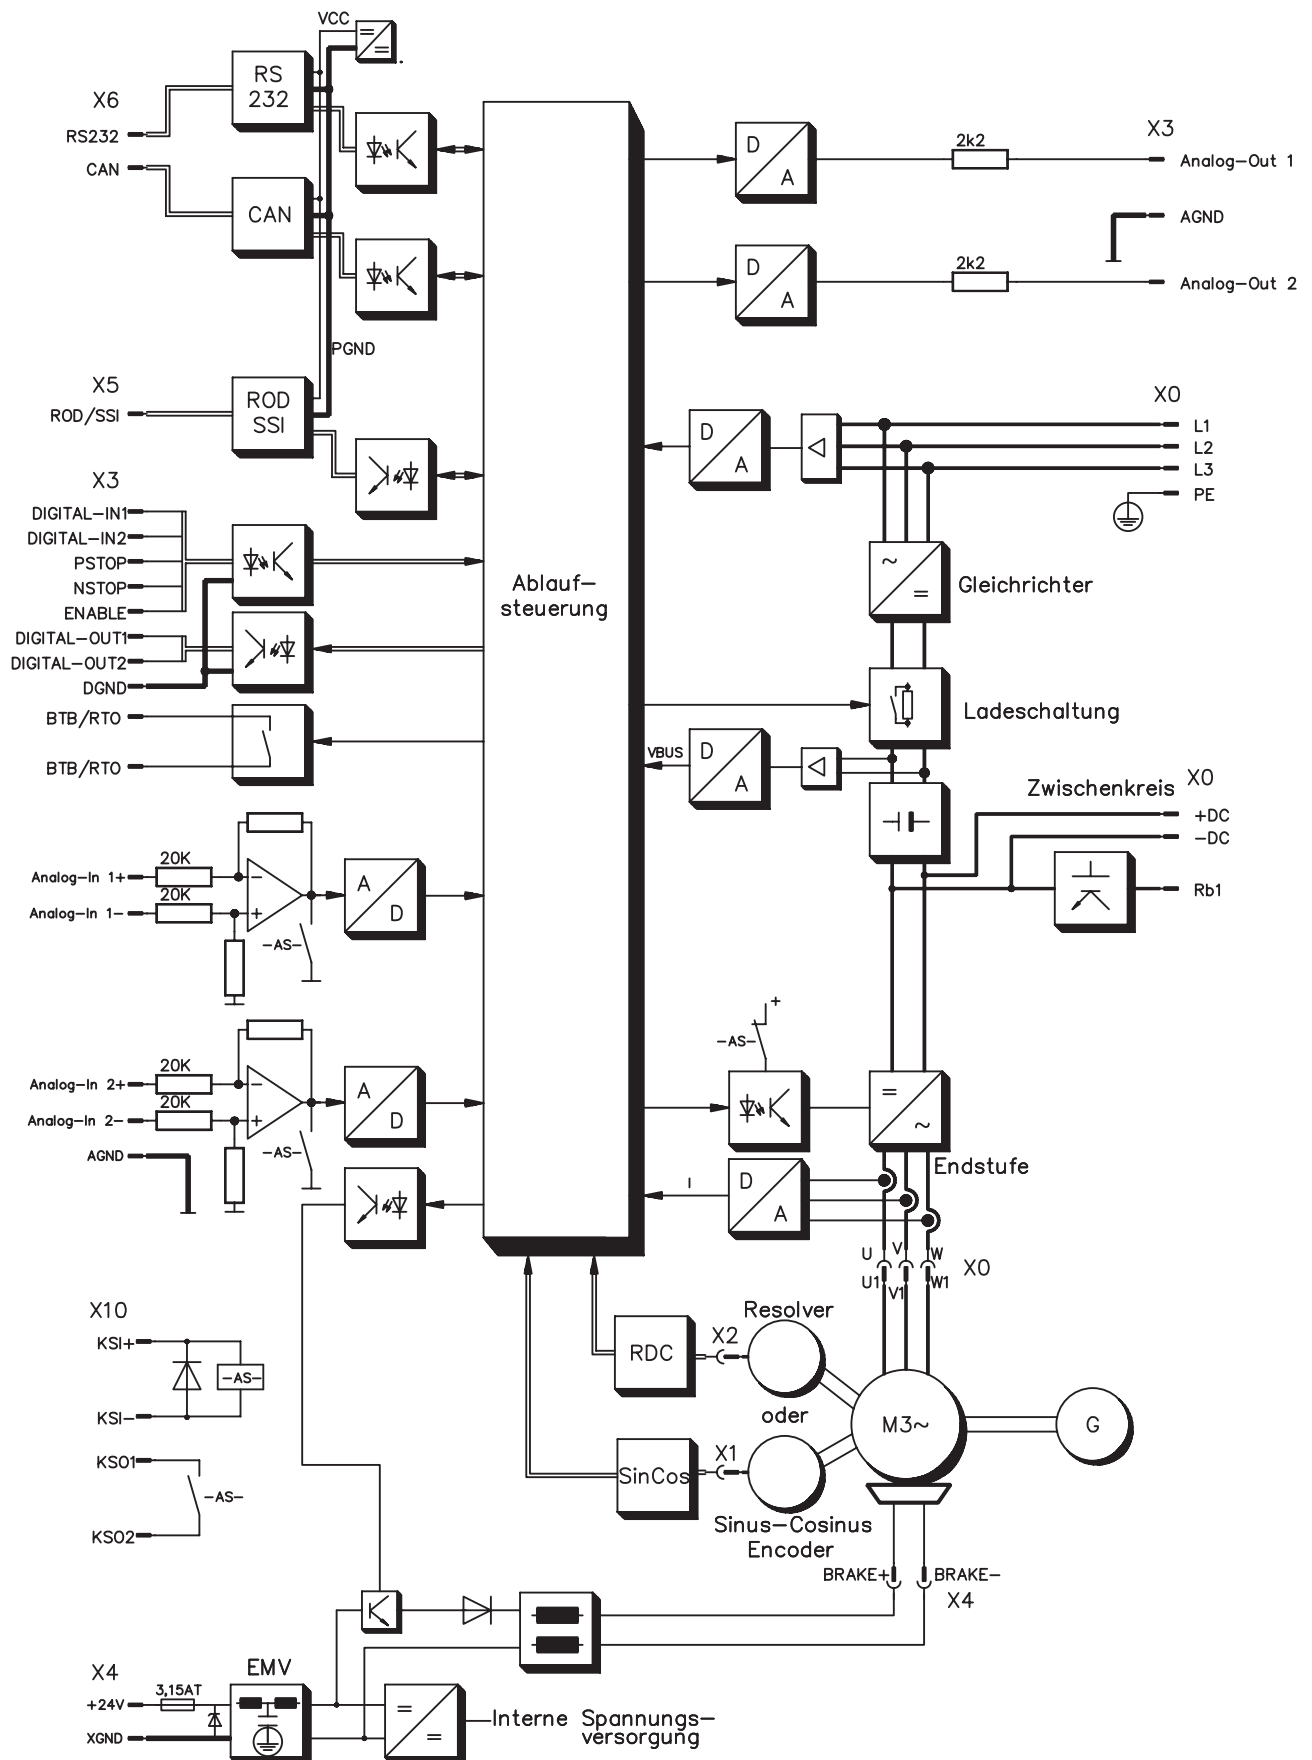 VCC
X6
RS
232
RS232
CAN
CAN
PGND
X5
ROD/SSI
ROD
SSI
X3
DIGITAL-IN1
DIGITAL-IN2
PSTOP
NSTOP
ENABLE
DIGITAL-OUT1
DIGITAL-OUT2
DGND
BTB/RTO
BTB/RTO
20K
Analog-In 1+
20K
Analog-In 1-
-AS-
A
D
20K
Analog-In 2+
20K
Analog-In 2-
AGND
-AS-
A
D
Ablauf-
steuerung
D
A
2k2
X3
Analog-Out 1
AGND
D
A
2k2
Analog-Out 2
X0
D
A
L1
L2
L3
PE
~
=
Gleichrichter
Ladeschaltung
VBUS
D
A
Zwischenkreis
X0
+DC
-DC
Rb1
+
-AS-
=
~
Endstufe
I
D
A
U
V
W
X0
U1
V1
W1
X10
KSI+
-AS-
KSI-
KSO1
-AS-
KSO2
Resolver
RDC
X2
oder
M3~
G
SinCos
X1
Sinus-Cosinus
Encoder
BRAKE+
BRAKE-
X4
X4
EMV
3,15AT
+24V
XGND
=
=
Interne Spannungs-
versorgung